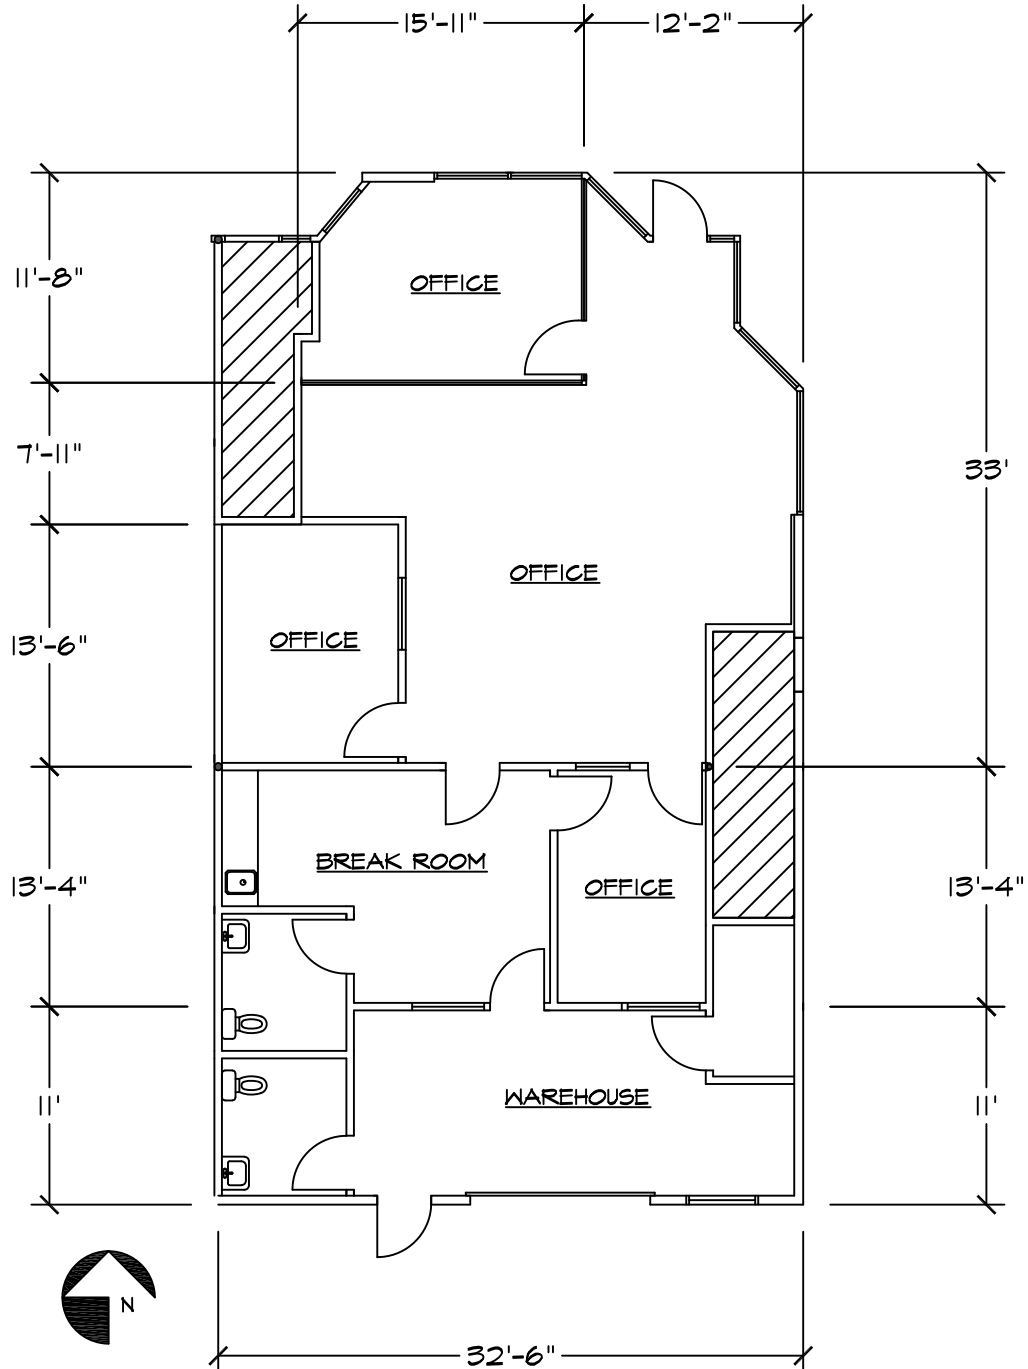 15'-11" 12'-2"
11'-8"
OFFICE
7'-11"
33'
OFFICE
13'-6"
OFFICE
13'-4"
BREAK ROOM
OFFICE
13'-4"
11'
WAREHOUSE
11'
N
32'-6"